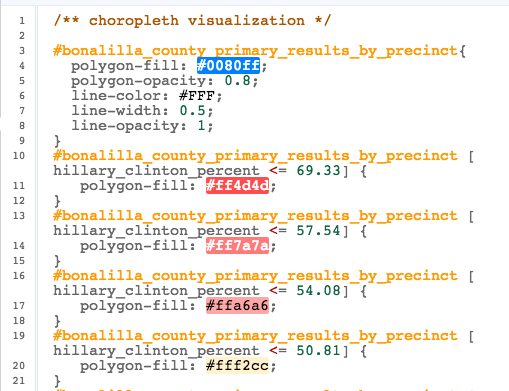 1 /** choropleth visualization */
2
3 #bonalilla_county_primary_results_by_precinct{
4 polygon-fill: #0080ff;
5 polygon-opacity: 0.8;
6 line-color: #FFF;
7 line-width: 0.5;
8 line-opacity: 1;
9 }
10 #bonalilla_county_primary_results_by_precinct [
hillary_clinton_percent <= 69.33] {
11 polygon-fill: #ff4d4d;
12 }
13 #bonalilla_county_primary_results_by_precinct [
hillary_clinton_percent <= 57.54] {
14 polygon-fill: #ff7a7a;
15 }
16 #bonalilla_county_primary_results_by_precinct [
hillary_clinton_percent <= 54.08] {
17 polygon-fill: #ffa6a6;
18 }
19 #bonalilla_county_primary_results_by_precinct [
hillary_clinton_percent <= 50.81] {
20 polygon-fill: #fff2cc;
21 }